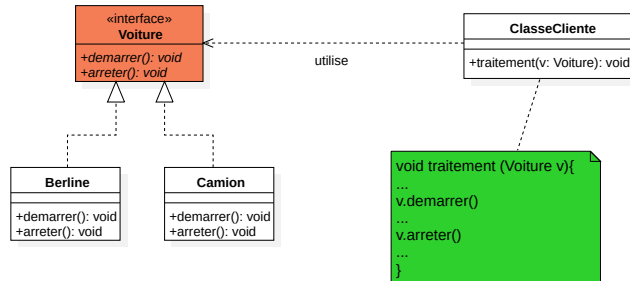 «interface»
Voiture
+demarrer(): void
+arreter(): void
ClasseCliente
+traitement(v: Voiture): void
utilise
Berline
+demarrer(): void
+arreter(): void
Camion
+demarrer(): void
+arreter(): void
void traitement (Voiture v){
...
v.demarrer()
...
v.arreter()
...
}